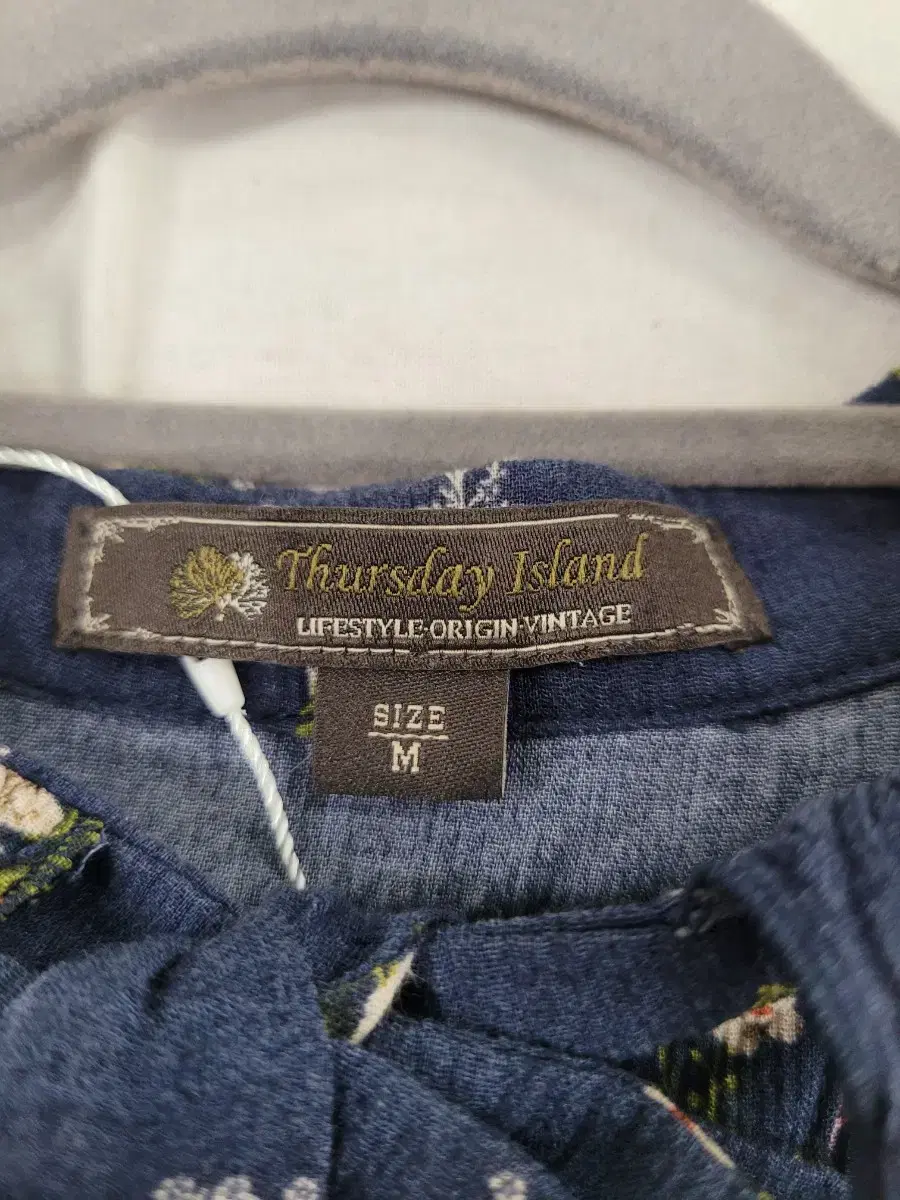 Thursday Island
LIFESTYLE·ORIGIN·VINTAGE
SIZE
M